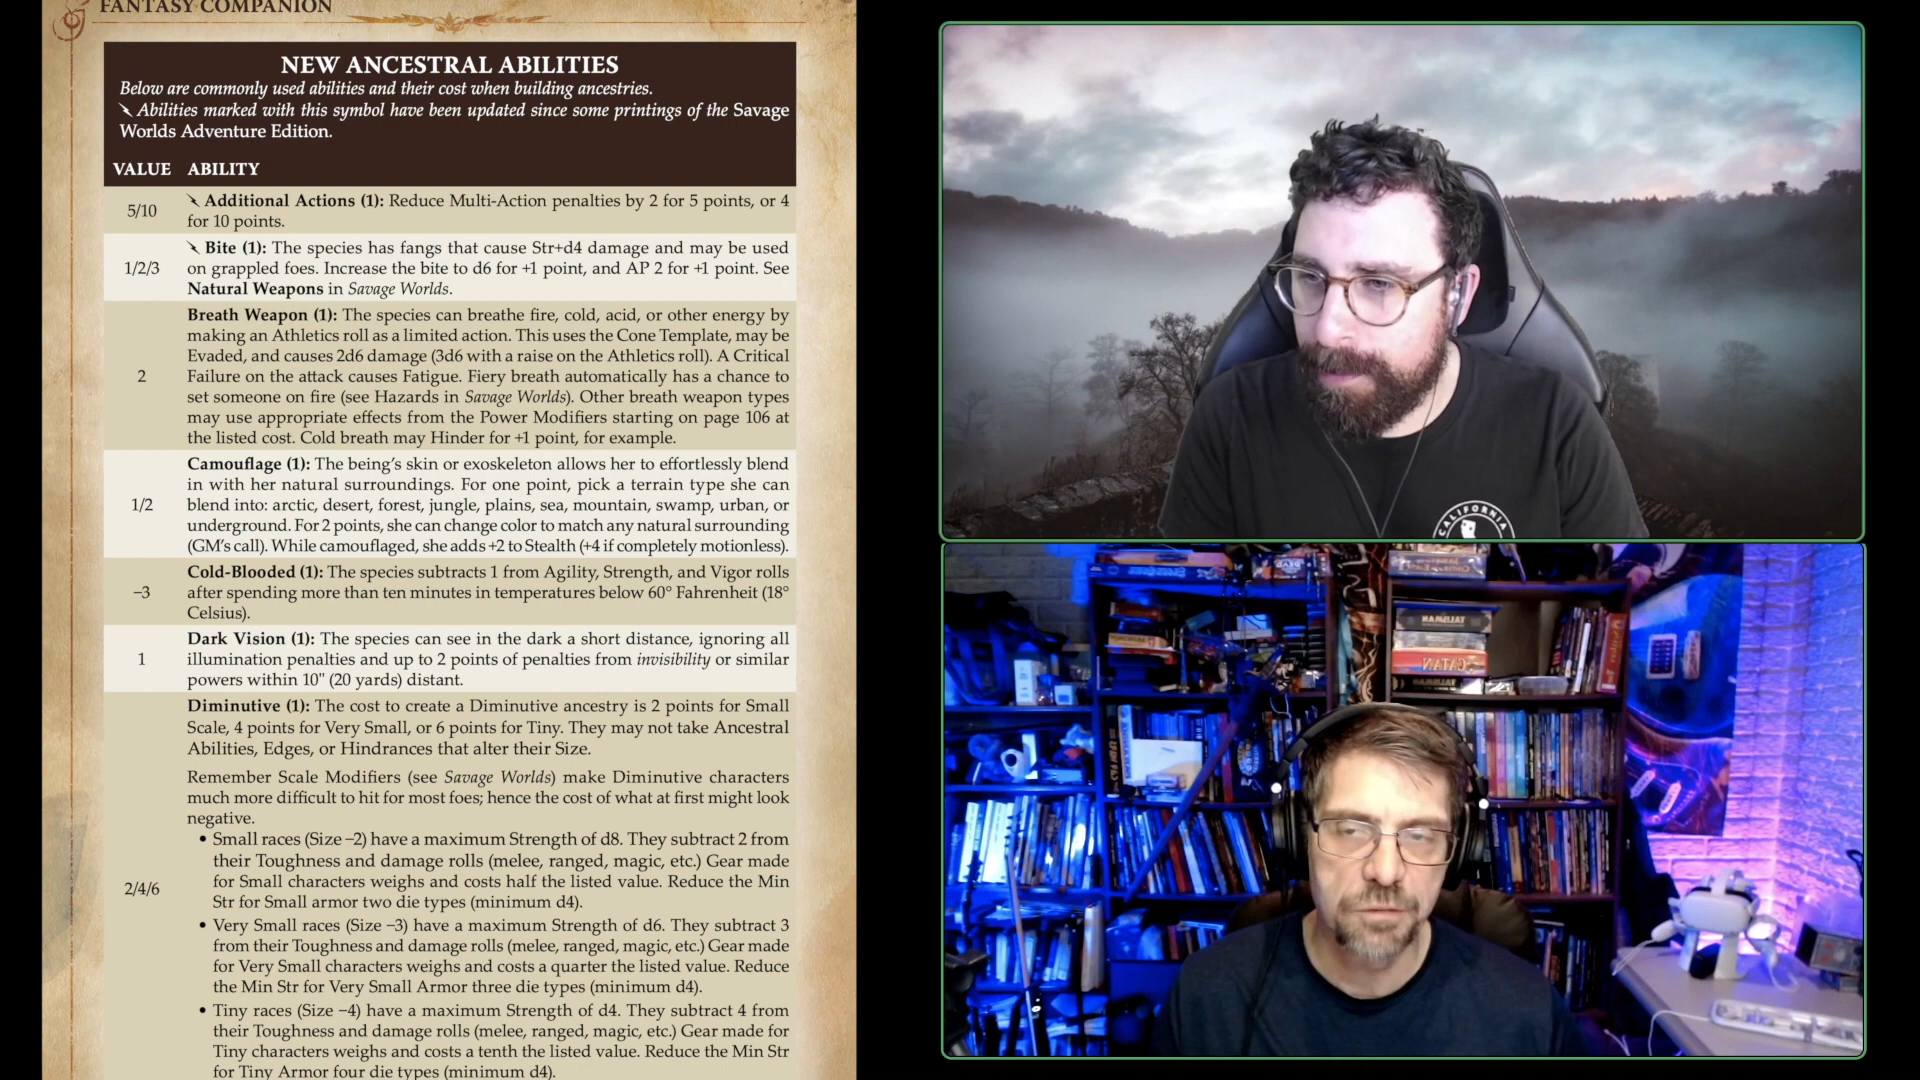 FANTASY COMPANION
NEW ANCESTRAL ABILITIES
Below are commonly used abilities and their cost when building ancestries.
Abilities marked with this symbol have been updated since some printings of the Savage
Worlds Adventure Edition.
VALUE ABILITY
5/10
Additional Actions (1): Reduce Multi-Action penalties by 2 for 5 points, or 4
for 10 points.
1/2/3
Bite (1): The species has fangs that cause Str+d4 damage and may be used
on grappled foes. Increase the bite to d6 for +1 point, and AP 2 for +1 point. See
Natural Weapons in Savage Worlds.
2
Breath Weapon (1): The species can breathe fire, cold, acid, or other energy by
making an Athletics roll as a limited action. This uses the Cone Template, may be
Evaded, and causes 2d6 damage (3d6 with a raise on the Athletics roll). A Critical
Failure on the attack causes Fatigue. Fiery breath automatically has a chance to
set someone on fire (see Hazards in Savage Worlds). Other breath weapon types
may use appropriate effects from the Power Modifiers starting on page 106 at
the listed cost. Cold breath may Hinder for +1 point, for example.
1/2
Camouflage (1): The being's skin or exoskeleton allows her to effortlessly blend
in with her natural surroundings. For one point, pick a terrain type she can
blend into: arctic, desert, forest, jungle, plains, sea, mountain, swamp, urban, or
underground. For 2 points, she can change color to match any natural surrounding
(GM's call). While camouflaged, she adds +2 to Stealth (+4 if completely motionless).
−3
Cold-Blooded (1): The species subtracts 1 from Agility, Strength, and Vigor rolls
after spending more than ten minutes in temperatures below 60° Fahrenheit (18°
Celsius).
1
Dark Vision (1): The species can see in the dark a short distance, ignoring all
illumination penalties and up to 2 points of penalties from invisibility or similar
powers within 10" (20 yards) distant.
2/4/6
Diminutive (1): The cost to create a Diminutive ancestry is 2 points for Small
Scale, 4 points for Very Small, or 6 points for Tiny. They may not take Ancestral
Abilities, Edges, or Hindrances that alter their Size.
Remember Scale Modifiers (see Savage Worlds) make Diminutive characters
much more difficult to hit for most foes; hence the cost of what at first might look
negative.
• Small races (Size −2) have a maximum Strength of d8. They subtract 2 from
their Toughness and damage rolls (melee, ranged, magic, etc.) Gear made
for Small characters weighs and costs half the listed value. Reduce the Min
Str for Small armor two die types (minimum d4).
• Very Small races (Size −3) have a maximum Strength of d6. They subtract 3
from their Toughness and damage rolls (melee, ranged, magic, etc.) Gear made
for Very Small characters weighs and costs a quarter the listed value. Reduce
the Min Str for Very Small Armor three die types (minimum d4).
• Tiny races (Size −4) have a maximum Strength of d4. They subtract 4 from
their Toughness and damage rolls (melee, ranged, magic, etc.) Gear made for
Tiny characters weighs and costs a tenth the listed value. Reduce the Min Str
for Tiny Armor four die types (minimum d4).
CALIFORNIA
TALISMAN
CATAN
TALISMAN